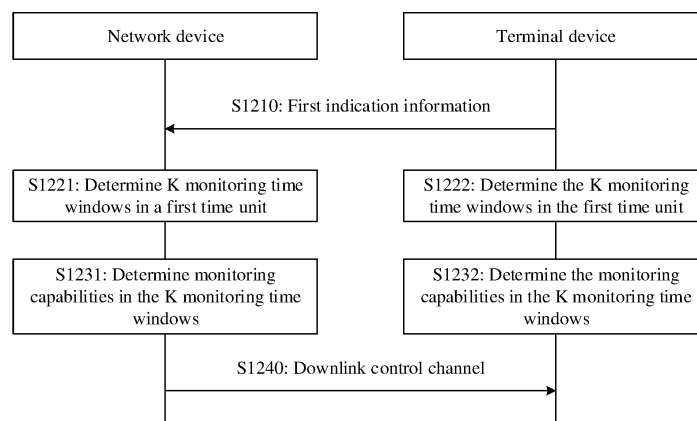 Network device
Terminal device
S1210: First indication information
S1221: Determine K monitoring time
windows in a first time unit
S1222: Determine the K monitoring
time windows in the first time unit
S1231: Determine monitoring
capabilities in the K monitoring time
windows
S1232: Determine the monitoring
capabilities in the K monitoring time
windows
S1240: Downlink control channel